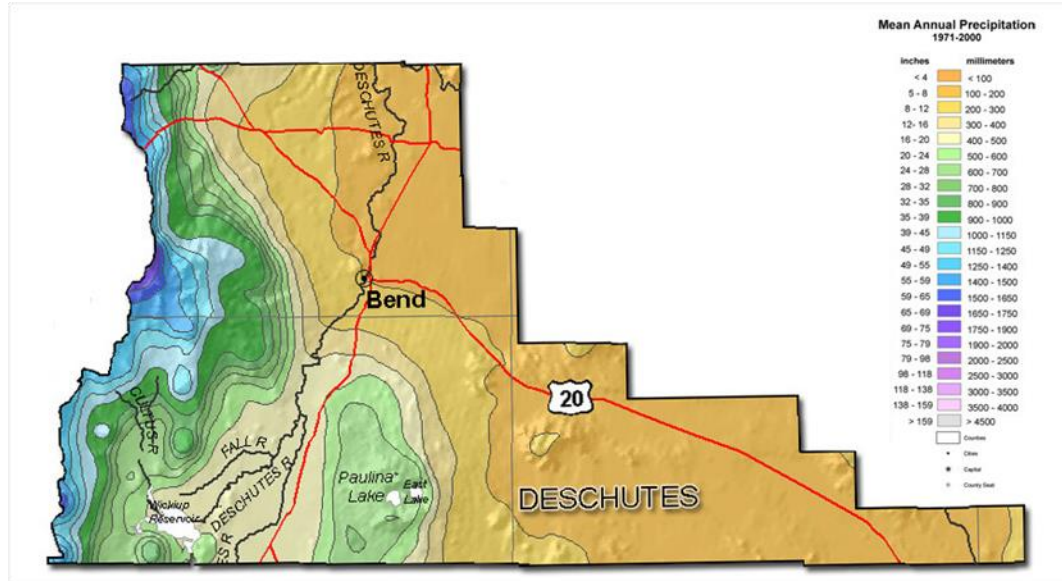 Mean Annual Precipitation
1971-2000
inches millimeters
< 4 < 100
5 - 8 100 - 200
8 - 12 200 - 300
12- 16 300 - 400
16 - 20 400 - 500
20 - 24 500 - 600
24 - 28 600 - 700
28 - 32 700 - 800
32 - 35 800 - 900
35 - 39 900 - 1000
39 - 45 1000 - 1150
45 - 49 1150 - 1250
49 - 55 1250 - 1400
55 - 59 1400 - 1500
59 - 65 1500 - 1650
65 - 69 1650 - 1750
69 - 75 1750 - 1900
75 - 79 1900 - 2000
79 - 98 2000 - 2500
98 - 118 2500 - 3000
118 - 138 3000 - 3500
138 - 159 3500 - 4000
> 159 > 4500
Counties
Cities
Capitol
County Seat
DESCHUTES R
Bend
20
CULTUS R
FALL R
DESCHUTES R
Paulina
Lake
East
Lake
Wickiup
Reservoir
ES R
DESCHUTES